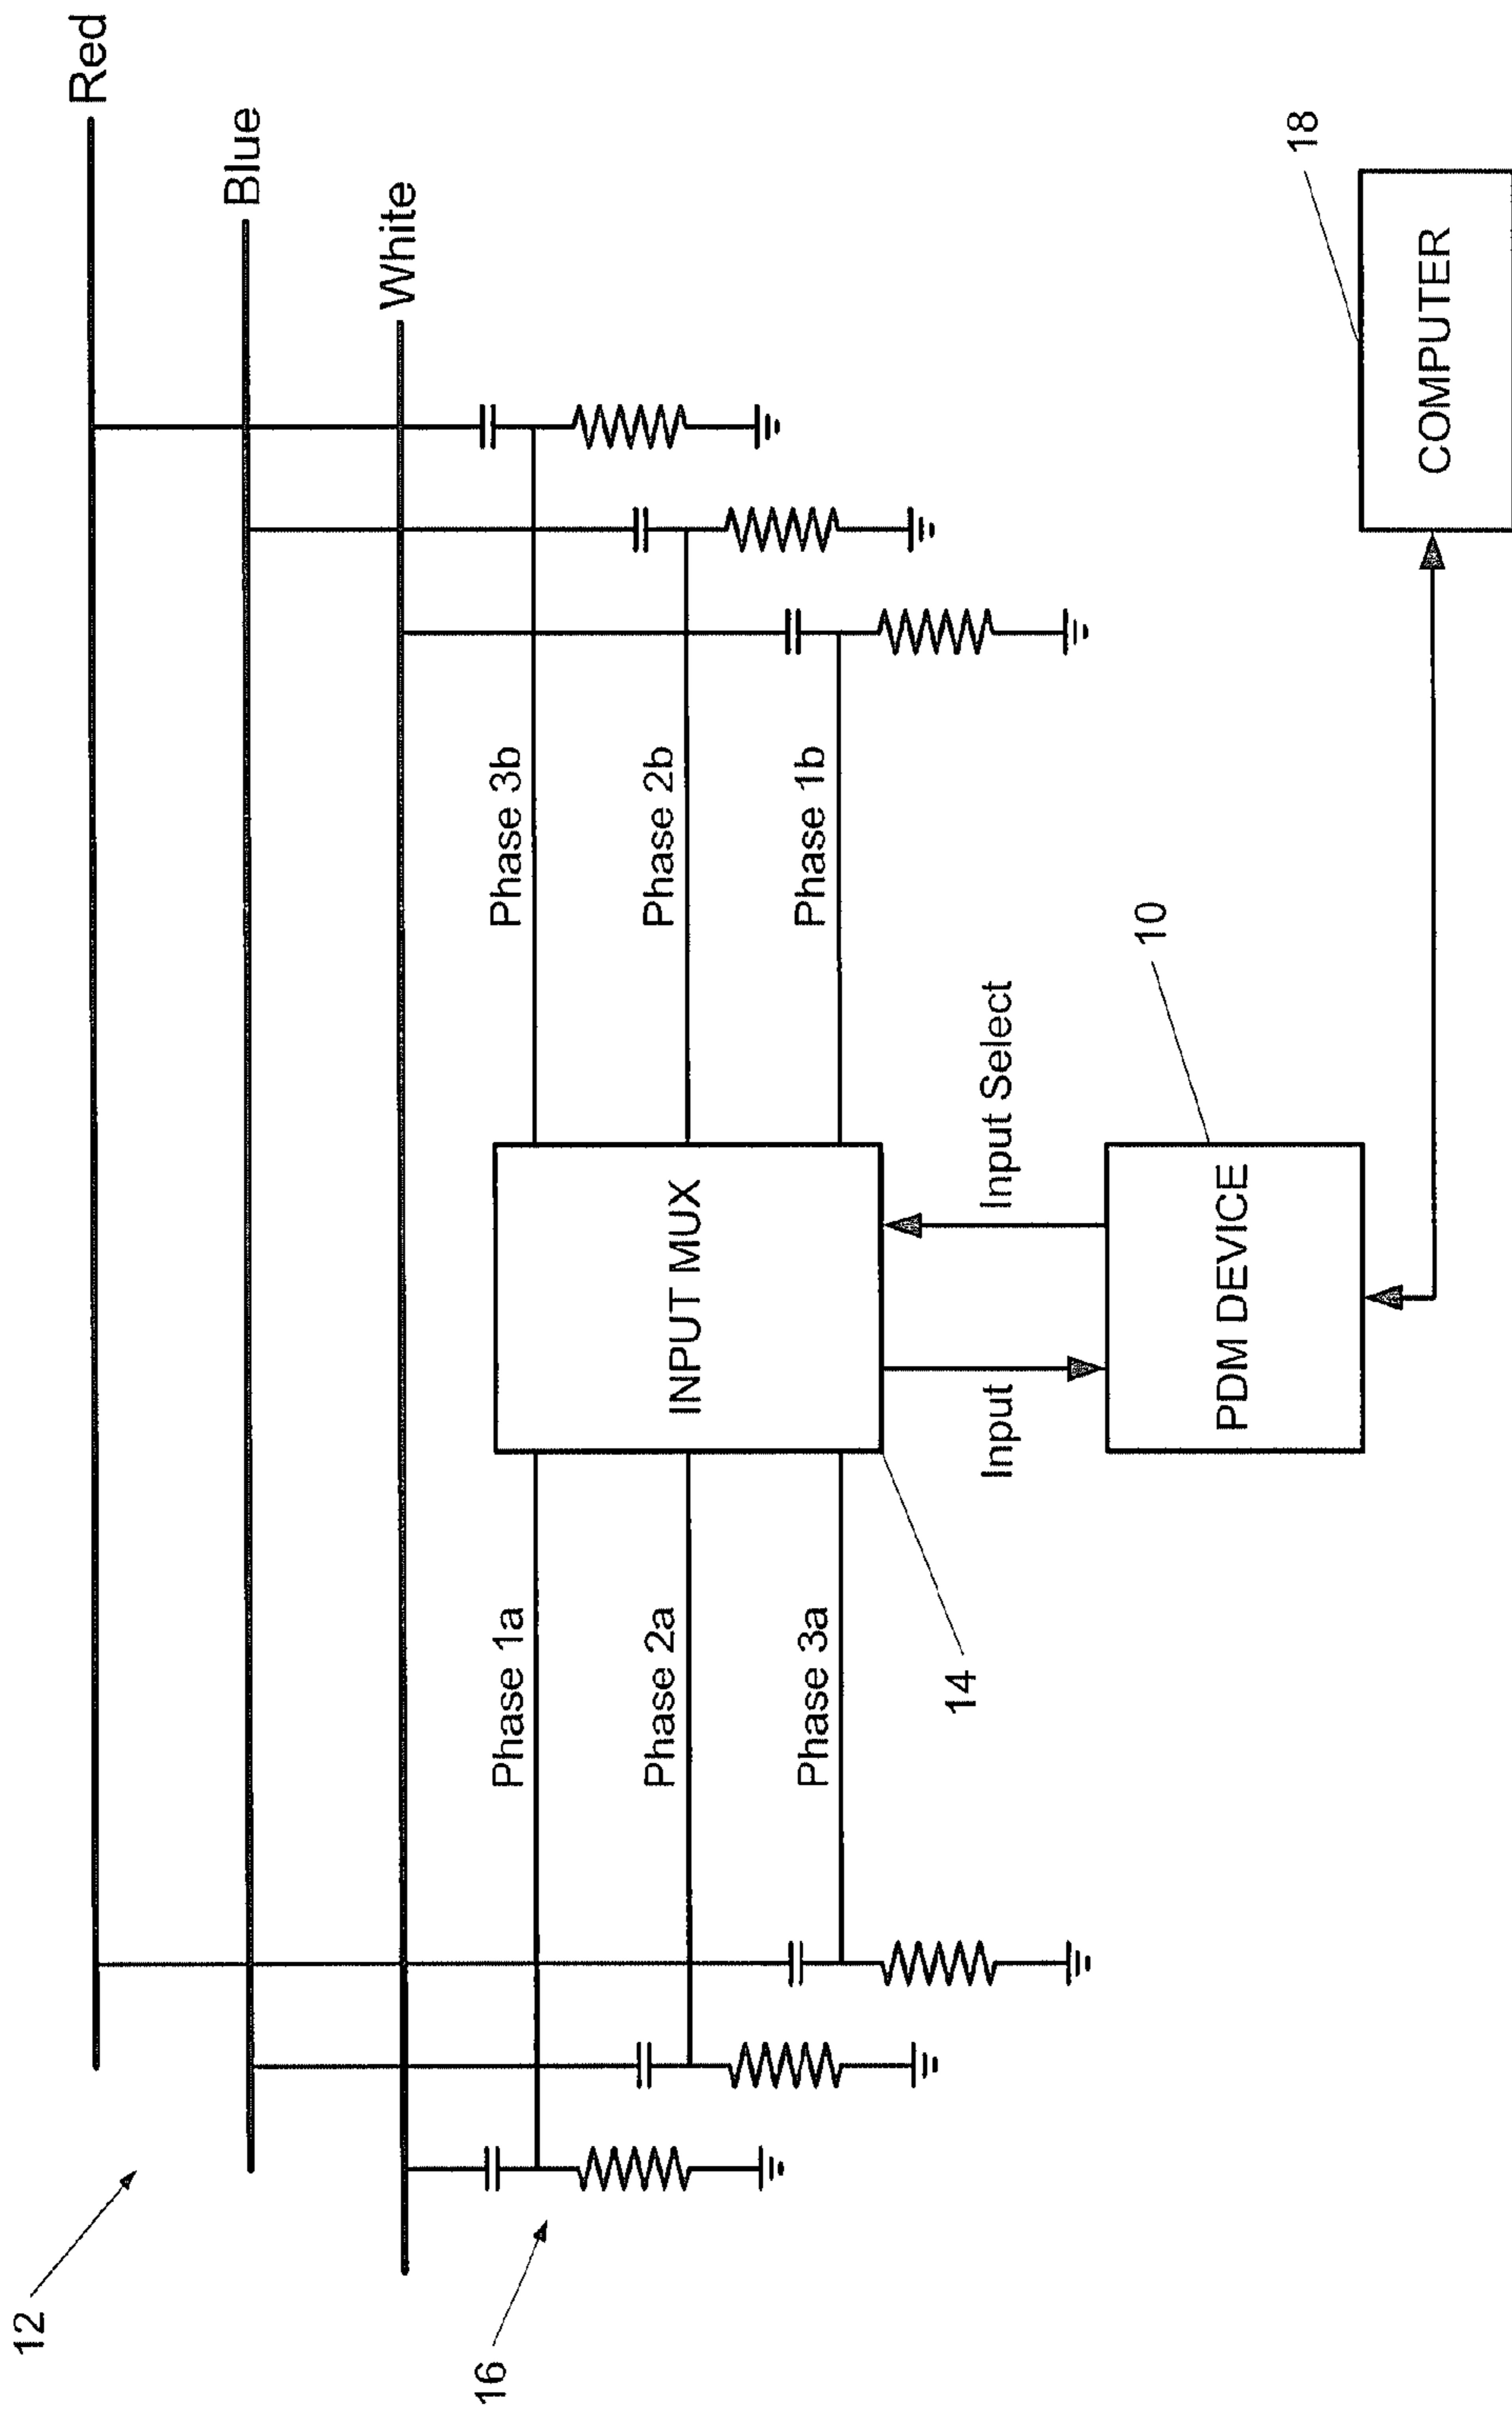 12
Red
Blue
White
16
Phase 1a
Phase 3b
Phase 2a
Phase 2b
Phase 3a
Phase 1b
INPUT MUX
14
Input
Input Select
10
PDM DEVICE
18
COMPUTER